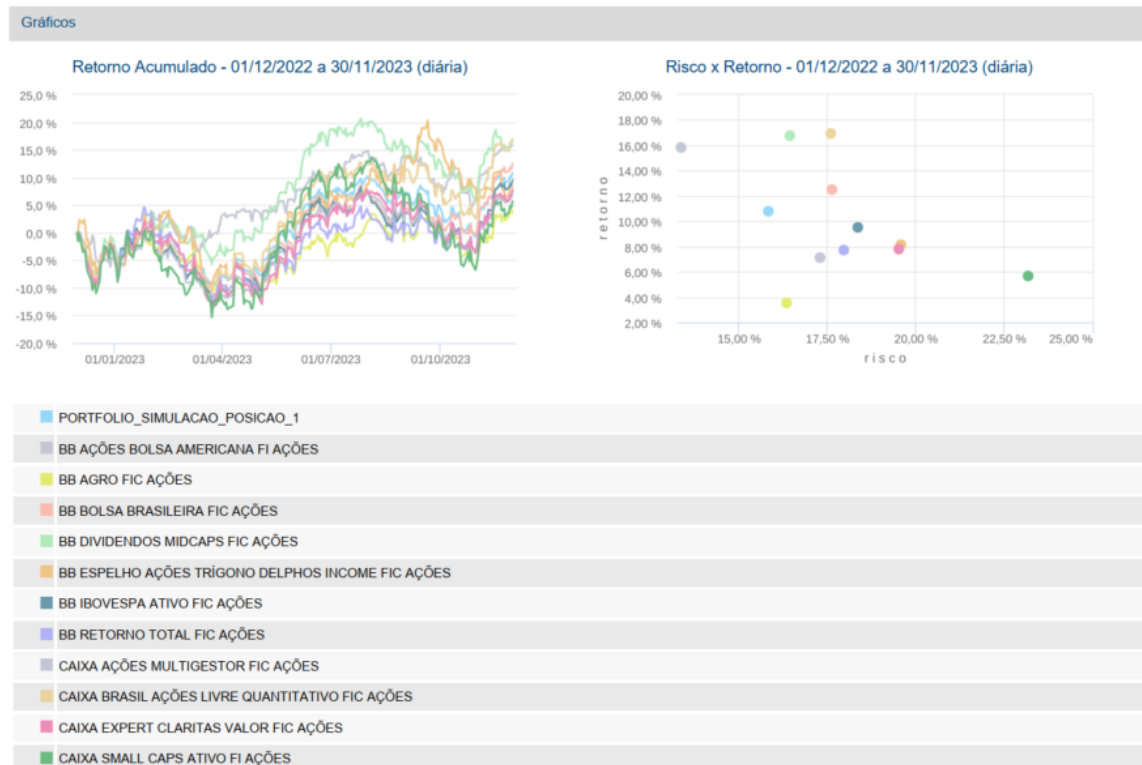 Gráficos
Retorno Acumulado - 01/12/2022 a 30/11/2023 (diária)
25,0 %
20,0 %
15,0 %
10,0 %
5,0 %
0,0 %
-5,0 %
-10,0 %
-15,0 %
-20,0 %
01/01/2023
01/04/2023
01/07/2023
01/10/2023
Risco x Retorno - 01/12/2022 a 30/11/2023 (diária)
20,00 %
18,00 %
16,00 %
14,00 %
12,00 %
10,00 %
8,00 %
6,00 %
4,00 %
2,00 %
retorno
15,00 %
17,50 %
20,00 %
22,50 %
25,00 %
risco
PORTFOLIO_SIMULACAO_POSICAO_1
BB AÇÕES BOLSA AMERICANA FI AÇÕES
BB AGRO FIC AÇÕES
BB BOLSA BRASILEIRA FIC AÇÕES
BB DIVIDENDOS MIDCAPS FIC AÇÕES
BB ESPELHO AÇÕES TRÍGONO DELPHOS INCOME FIC AÇÕES
BB IBOVESPA ATIVO FIC AÇÕES
BB RETORNO TOTAL FIC AÇÕES
CAIXA AÇÕES MULTIGESTOR FIC AÇÕES
CAIXA BRASIL AÇÕES LIVRE QUANTITATIVO FIC AÇÕES
CAIXA EXPERT CLARITAS VALOR FIC AÇÕES
CAIXA SMALL CAPS ATIVO FI AÇÕES